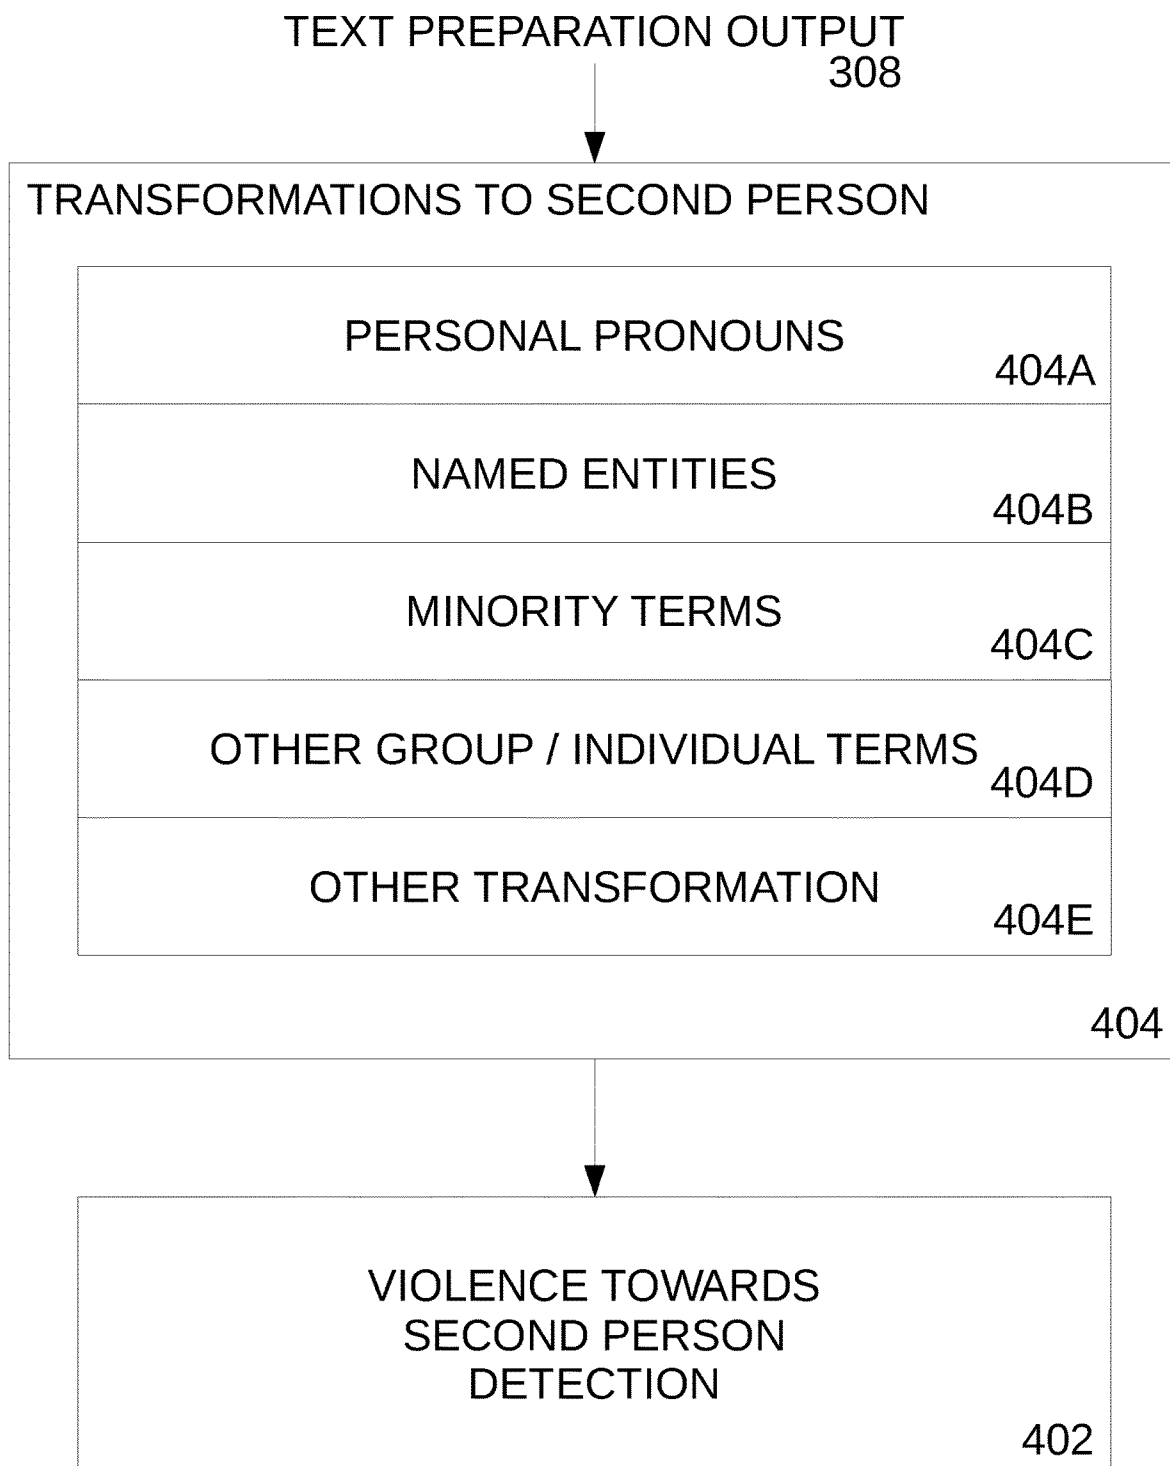 TEXT PREPARATION OUTPUT
308
TRANSFORMATIONS TO SECOND PERSON
PERSONAL PRONOUNS
404A
NAMED ENTITIES
404B
MINORITY TERMS
404C
OTHER GROUP / INDIVIDUAL TERMS
404D
OTHER TRANSFORMATION
404E
404
VIOLENCE TOWARDS
SECOND PERSON
DETECTION
402